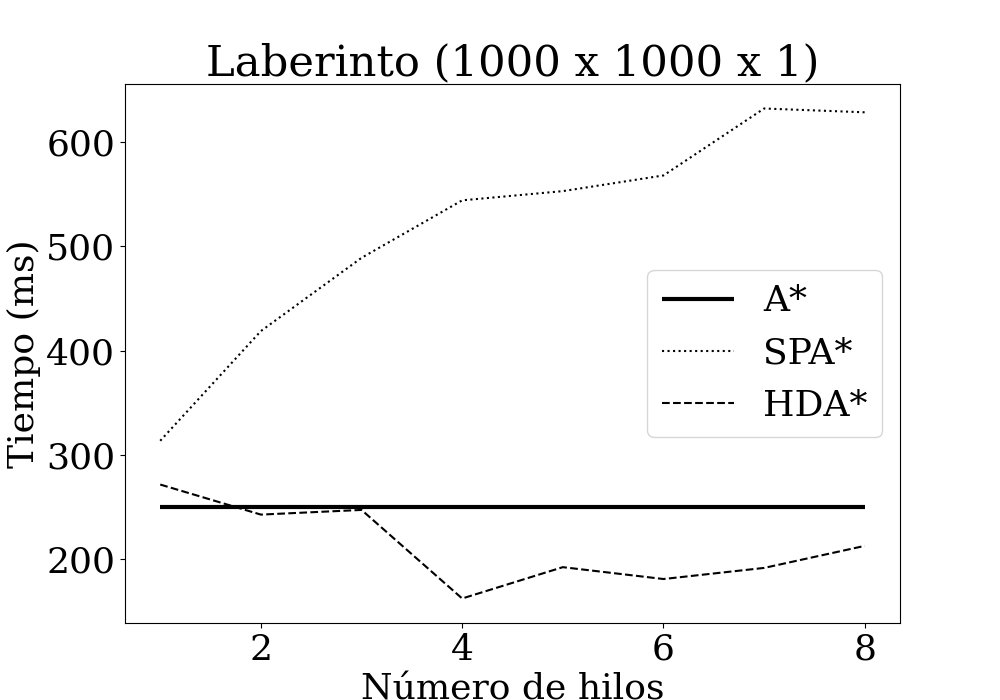 Laberinto (1000 x 1000 x 1)
Tiempo (ms)
600
500
400
300
200
A*
SPA*
HDA*
2 4 6 8
Número de hilos